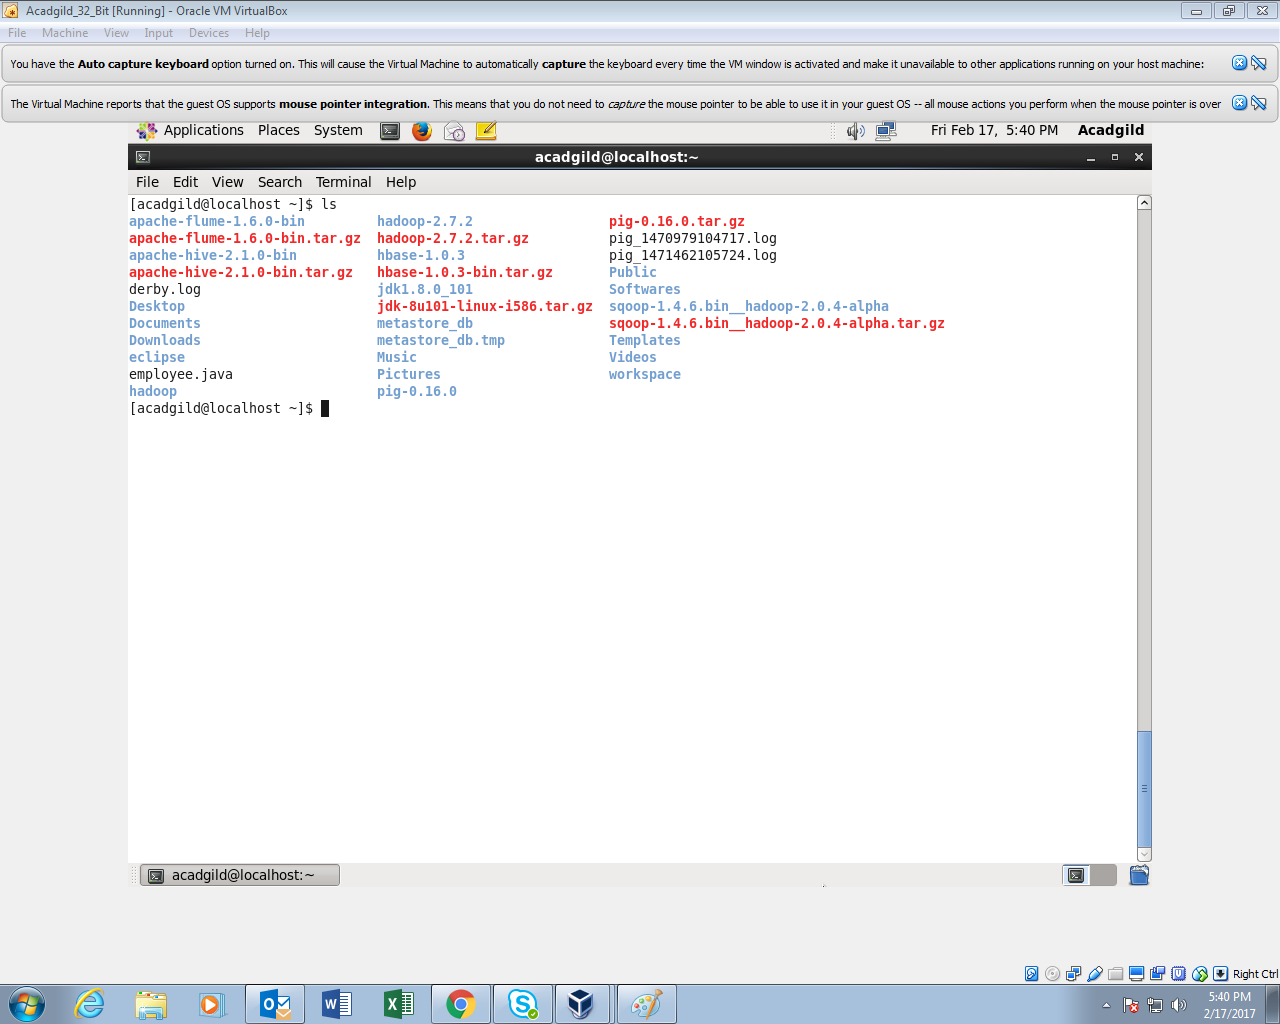 Acadgild_32_Bit [Running] - Oracle VM VirtualBox
File Machine View Input Devices Help
You have the Auto capture keyboard option turned on. This will cause the Virtual Machine to automatically capture the keyboard every time the VM window is activated and make it unavailable to other applications running on your host machine:
The Virtual Machine reports that the guest OS supports mouse pointer integration. This means that you do not need to capture the mouse pointer to be able to use it in your guest OS -- all mouse actions you perform when the mouse pointer is over
Applications Places System Fri Feb 17, 5:40 PM Acadgild
acadgild@localhost:~
File Edit View Search Terminal Help
[acadgild@localhost ~]$ ls
apache-flume-1.6.0-bin hadoop-2.7.2 pig-0.16.0.tar.gz
apache-flume-1.6.0-bin.tar.gz hadoop-2.7.2.tar.gz pig_1470979104717.log
apache-hive-2.1.0-bin hbase-1.0.3 pig_1471462105724.log
apache-hive-2.1.0-bin.tar.gz hbase-1.0.3-bin.tar.gz Public
derby.log jdk1.8.0_101 Softwares
Desktop jdk-8u101-linux-i586.tar.gz sqoop-1.4.6.bin__hadoop-2.0.4-alpha
Documents metastore_db sqoop-1.4.6.bin__hadoop-2.0.4-alpha.tar.gz
Downloads metastore_db.tmp Templates
eclipse Music Videos
employee.java Pictures workspace
hadoop pig-0.16.0
[acadgild@localhost ~]$
acadgild@localhost:~
Right Ctrl
5:40 PM
2/17/2017